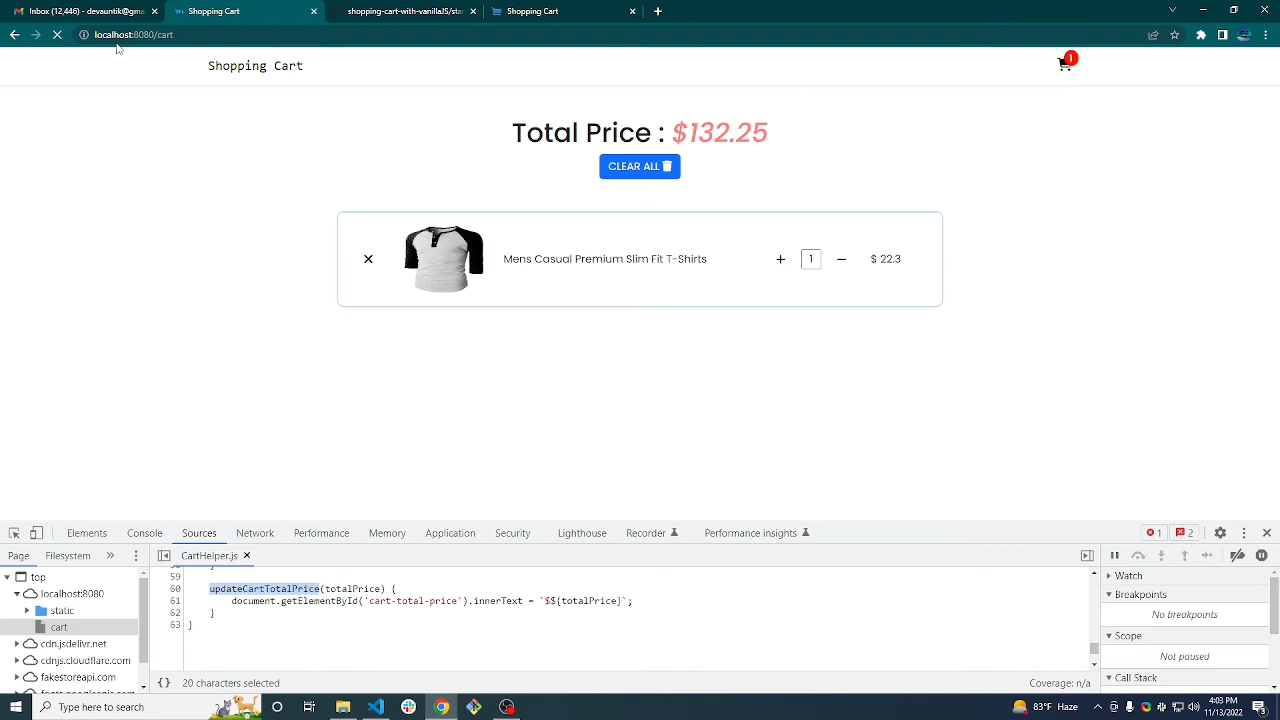 Inbox (12,446) - devautik@gma
Shopping Cart
shopping-cart-with-vanillaJS/sta
Shopping Cart
localhost:8080/cart
Shopping Cart
1
Total Price : $132.25
CLEAR ALL
Mens Casual Premium Slim Fit T-Shirts
+ 1 − $ 22.3
Elements Console Sources Network Performance Memory Application Security Lighthouse Recorder Performance insights 1 2
Page Filesystem » CartHelper.js
top
localhost:8080
static
cart
cdn.jsdelivr.net
cdnjs.cloudflare.com
fakestoreapi.com
59
60 updateCartTotalPrice(totalPrice) {
61 document.getElementById('cart-total-price').innerText = `$${totalPrice}`;
62 }
63 }
{} 20 characters selected Coverage: n/a
Watch
Breakpoints
No breakpoints
Scope
Not paused
Call Stack
Type here to search
83°F Haze
4:03 PM
11/13/2022